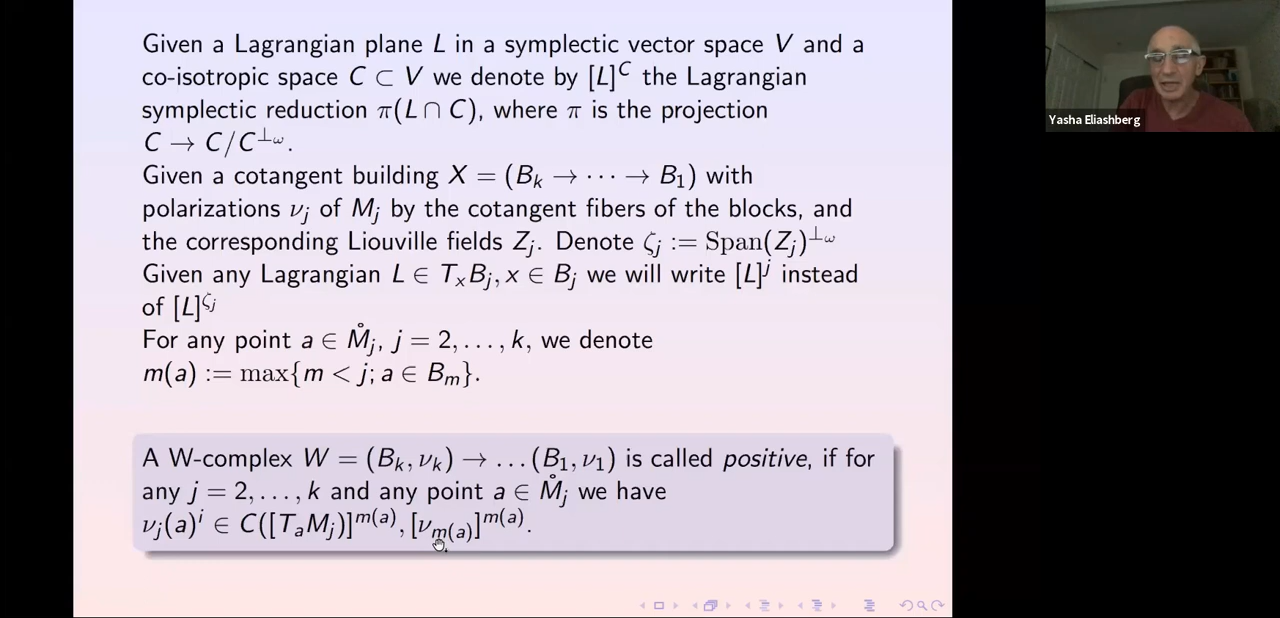 Given a Lagrangian plane L in a symplectic vector space V and a
co-isotropic space C ⊂ V we denote by [L]^C the Lagrangian
symplectic reduction π(L ∩ C), where π is the projection
C → C/C^{⊥_ω}.
Given a cotangent building X = (B_k → ⋯ → B_1) with
polarizations ν_j of M_j by the cotangent fibers of the blocks, and
the corresponding Liouville fields Z_j. Denote ζ_j := Span(Z_j)^{⊥_ω}
Given any Lagrangian L ∈ T_xB_j, x ∈ B_j we will write [L]^j instead
of [L]^{ζ_j}
For any point a ∈ M̊_j, j = 2, . . . , k, we denote
m(a) := max{m < j; a ∈ B_m}.
A W-complex W = (B_k, ν_k) → . . . (B_1, ν_1) is called positive, if for
any j = 2, . . . , k and any point a ∈ M̊_j we have
ν_j(a)^i ∈ C([T_aM_j)]^{m(a)}, [ν_{m(a)}]^{m(a)}.
Yasha Eliashberg